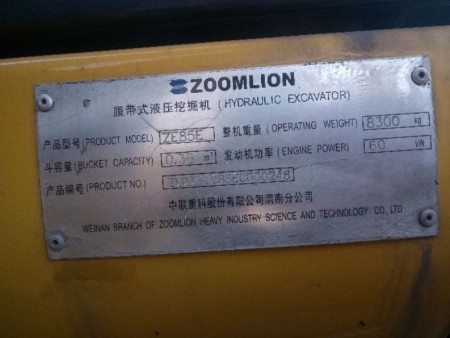 ZOOMLION
履带式液压挖掘机 (HYDRAULIC EXCAVATOR)
产品型号(PRODUCT MODEL) ZE85E 整机重量(OPERATING WEIGHT) 8300 kg
斗容量(BUCKET CAPACITY) 0.35 m³ 发动机功率(ENGINE POWER) 60 kW
产品编号(PRODUCT NO.)
中联重科股份有限公司渭南分公司
WEINAN BRANCH OF ZOOMLION HEAVY INDUSTRY SCIENCE AND TECHNOLOGY CO., LTD